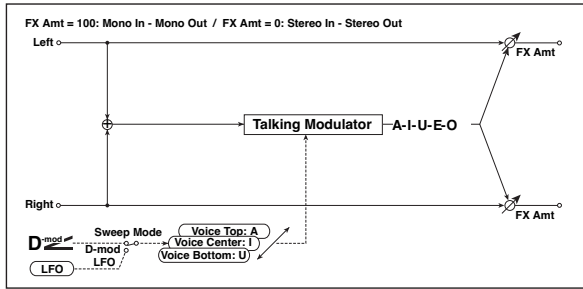 FX Amt = 100: Mono In - Mono Out / FX Amt = 0: Stereo In - Stereo Out
Left
FX Amt
Talking Modulator
A-I-U-E-O
Right
FX Amt
Sweep Mode
D-mod
D-mod
LFO
LFO
Voice Top: A
Voice Center: I
Voice Bottom: U